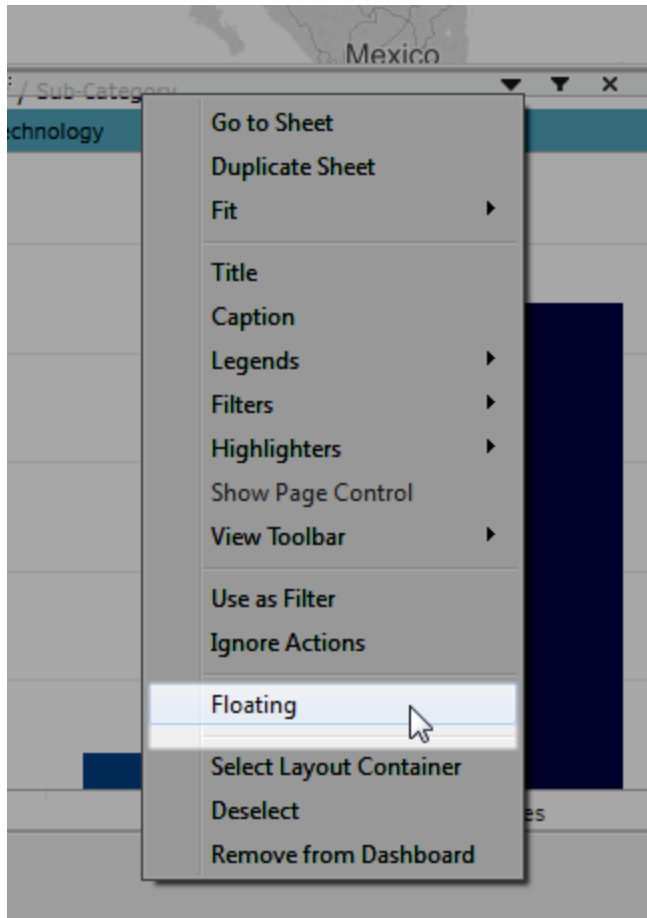 Mexico
/ Sub-Category
echnology
Go to Sheet
Duplicate Sheet
Fit
Title
Caption
Legends
Filters
Highlighters
Show Page Control
View Toolbar
Use as Filter
Ignore Actions
Floating
Select Layout Container
Deselect
es
Remove from Dashboard